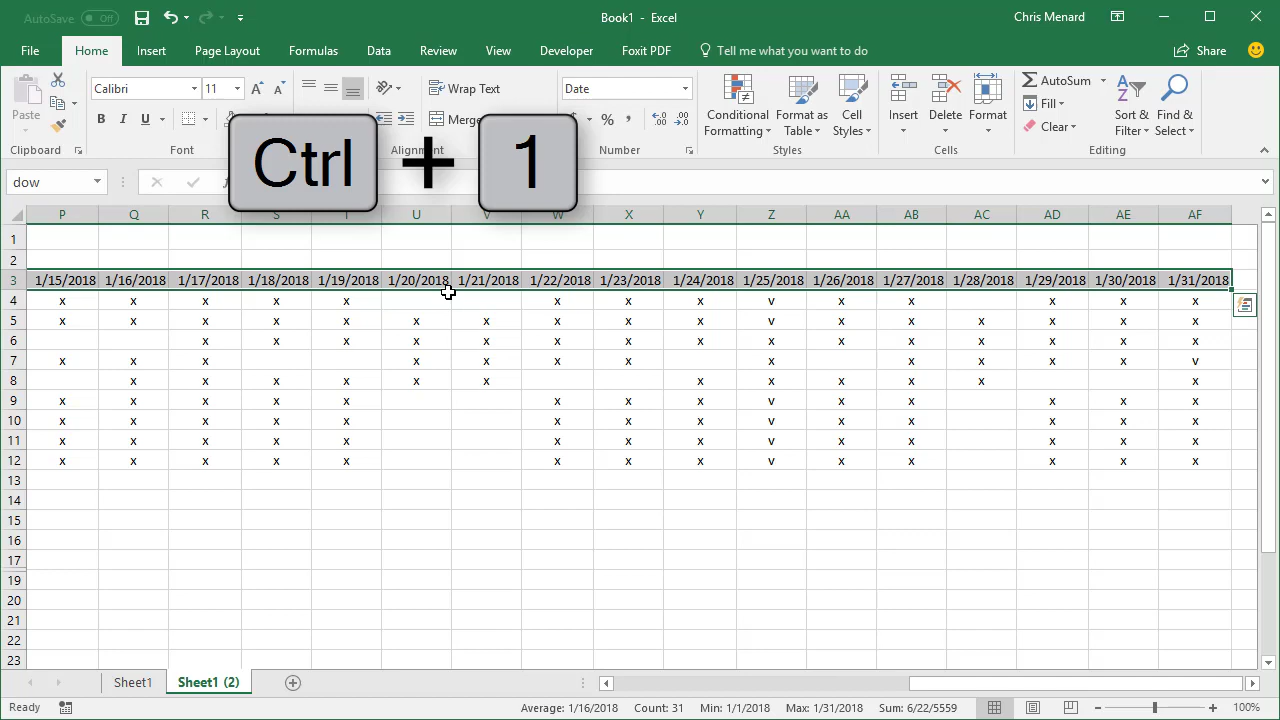 AutoSave Off Book1 - Excel Chris Menard
File Home Insert Page Layout Formulas Data Review View Developer Foxit PDF Tell me what you want to do Share
Paste Calibri 11 Wrap Text Date AutoSum
B I U Merg % Fill
Conditional Formatting Format as Table Cell Styles Insert Delete Format Clear Sort & Filter Find & Select
Clipboard Font Alignment Number Styles Cells Editing
Ctrl + 1
dow
P Q R S T U V W X Y Z AA AB AC AD AE AF
1
2
3 1/15/2018 1/16/2018 1/17/2018 1/18/2018 1/19/2018 1/20/2018 1/21/2018 1/22/2018 1/23/2018 1/24/2018 1/25/2018 1/26/2018 1/27/2018 1/28/2018 1/29/2018 1/30/2018 1/31/2018
4 x x x x x x x x v x x x x x
5 x x x x x x x x x x v x x x x x x
6 x x x x x x x x x x x x x x x
7 x x x x x x x x x x x x v
8 x x x x x x x x x x x x
9 x x x x x x x x v x x x x x
10 x x x x x x x x v x x x x x
11 x x x x x x x x v x x x x x
12 x x x x x x x x v x x x x x
13
14
15
16
17
19
20
21
22
23
Sheet1 Sheet1 (2)
Ready Average: 1/16/2018 Count: 31 Min: 1/1/2018 Max: 1/31/2018 Sum: 6/22/5559 100%